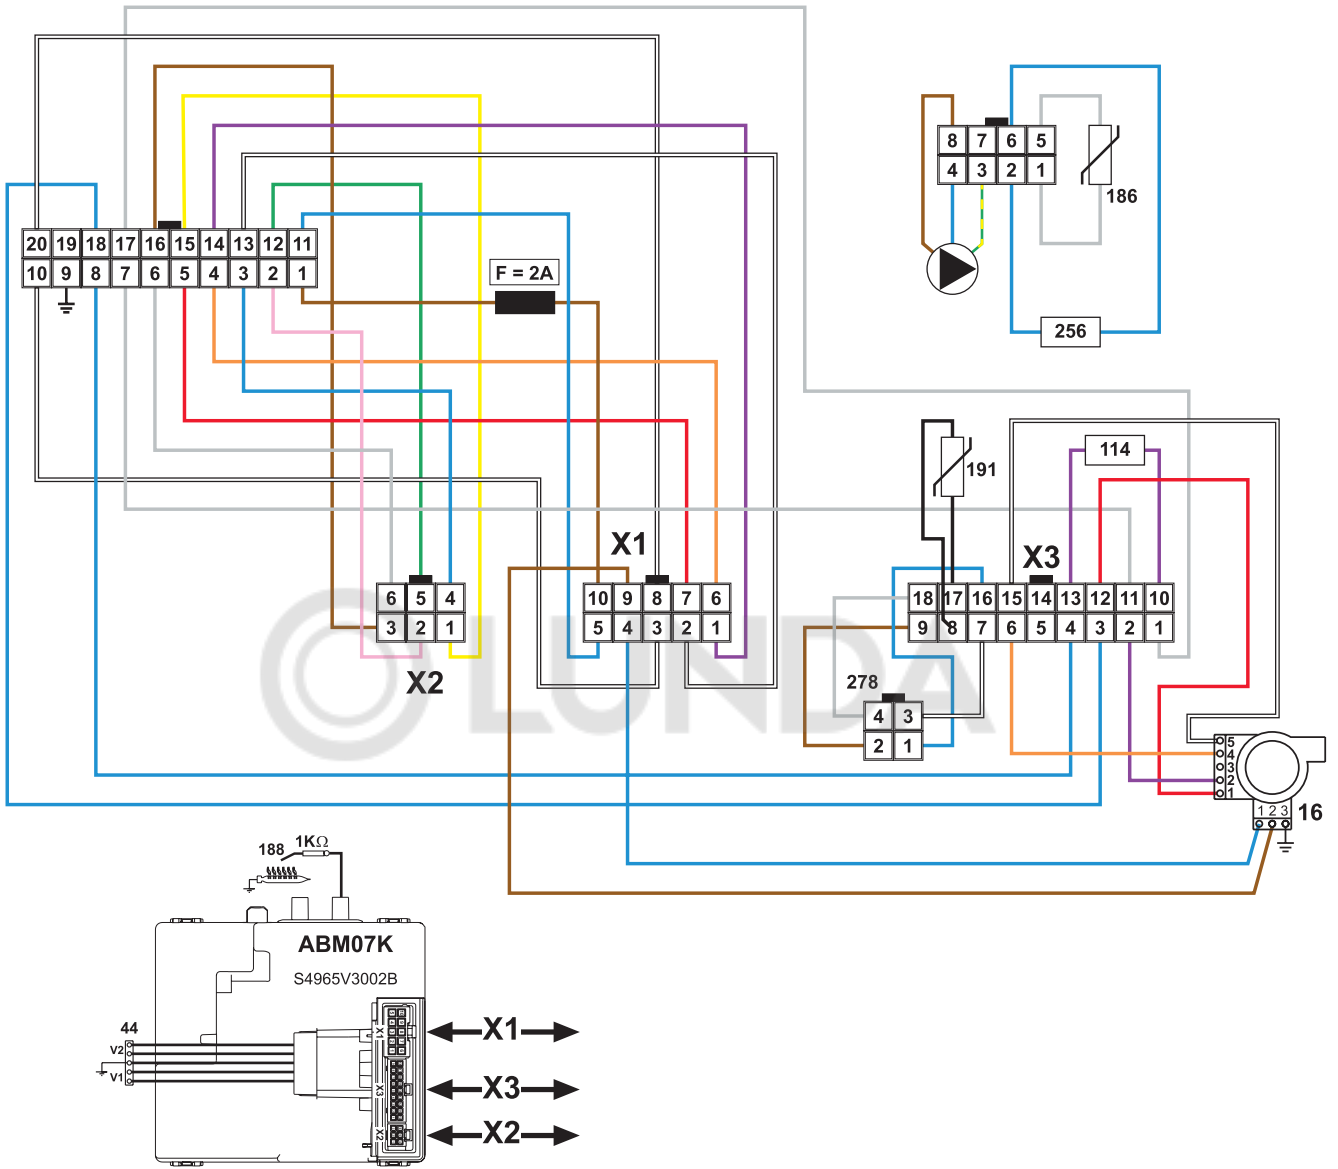 8 7 6 5
4 3 2 1
186
256
20 19 18 17 16 15 14 13 12 11
10 9 8 7 6 5 4 3 2 1
F = 2A
191
114
X1
X3
6 5 4
3 2 1
X2
10 9 8 7 6
5 4 3 2 1
18 17 16 15 14 13 12 11 10
9 8 7 6 5 4 3 2 1
LUNDA
278
4 3
2 1
5
4
3
2
1
1 2 3
16
188
1KΩ
ABM07K
S4965V3002B
44
V2
V1
X1
X3
X2
X1
X3
X2